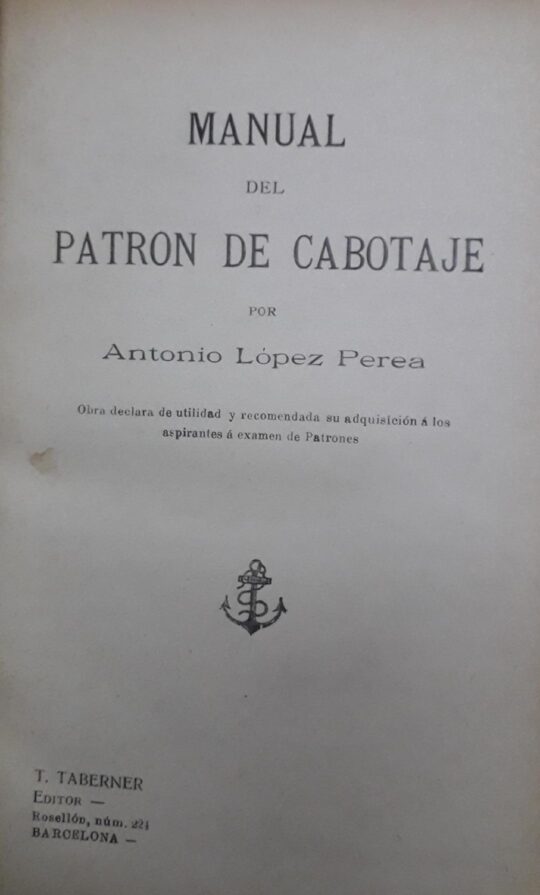 MANUAL
DEL
PATRON DE CABOTAJE
POR
Antonio López Perea
Obra declara de utilidad y recomendada su adquisición á los
aspirantes á examen de Patrones
T. TABERNER
EDITOR —
Rosellón, núm. 224
BARCELONA —